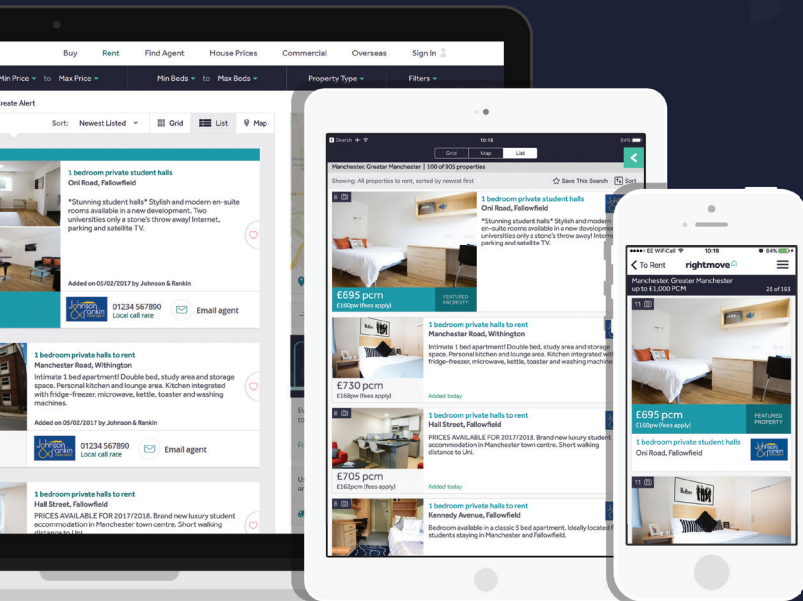 Buy Rent Find Agent House Prices Commercial Overseas Sign In
Min Price to Max Price Min Beds to Max Beds Property Type Filters
Create Alert
Sort: Newest Listed Grid List Map
1 bedroom private student halls
Oni Road, Fallowfield
*Stunning student halls* Stylish and modern en-suite
rooms available in a new development. Two
universities only a stone's throw away! Internet,
parking and satellite TV.
Added on 05/02/2017 by Johnson & Rankin
Johnson & Rankin
01234 567890
Local call rate
Email agent
1 bedroom private halls to rent
Manchester Road, Withington
Intimate 1 bed apartment! Double bed, study area and storage
space. Personal kitchen and lounge area. Kitchen integrated
with fridge-freezer, microwave, kettle, toaster and washing
machines.
Added on 05/02/2017 by Johnson & Rankin
Johnson & Rankin
01234 567890
Local call rate
Email agent
1 bedroom private halls to rent
Hall Street, Fallowfield
PRICES AVAILABLE FOR 2017/2018. Brand new luxury student
accommodation in Manchester town centre. Short walking
distance to Uni.
Search 10:18 94%
Grid Map List
Manchester, Greater Manchester | 100 of 905 properties
Showing: All properties to rent, sorted by newest first Save This Search Sort
8
1 bedroom private student halls
Oni Road, Fallowfield
*Stunning student halls* Stylish and modern
en-suite rooms available in a new
universities only a stone's throw away!
parking and satellite TV.
£695 pcm
£160pw (fees apply)
FEATURED
PROPERTY
11
1 bedroom private halls to rent
Manchester Road, Withington
Intimate 1 bed apartment! Double bed, study area and storage
space. Personal kitchen and lounge area. Kitchen integrated with
fridge-freezer, microwave, kettle, toaster and washing machine
£730 pcm
£168pw (fees apply)
Added today
8
1 bedroom private halls to rent
Hall Street, Fallowfield
PRICES AVAILABLE FOR 2017/2018. Brand new luxury student
accommodation in Manchester town centre. Short walking
distance to Uni.
£705 pcm
£162pcm (fees apply)
Added today
8
1 bedroom private halls to rent
Kennedy Avenue, Fallowfield
Bedroom available in a classic 5 bed apartment. Ideally located
students staying in Manchester and Fallowfield.
EE WiFiCall 10:19 84%
To Rent rightmove
Manchester, Greater Manchester
up to £1,000 PCM 25 of 193
11
£695 pcm
£160pw (fees apply)
FEATURED
PROPERTY
1 bedroom private student halls
Oni Road, Fallowfield
Johnson & Rankin
11